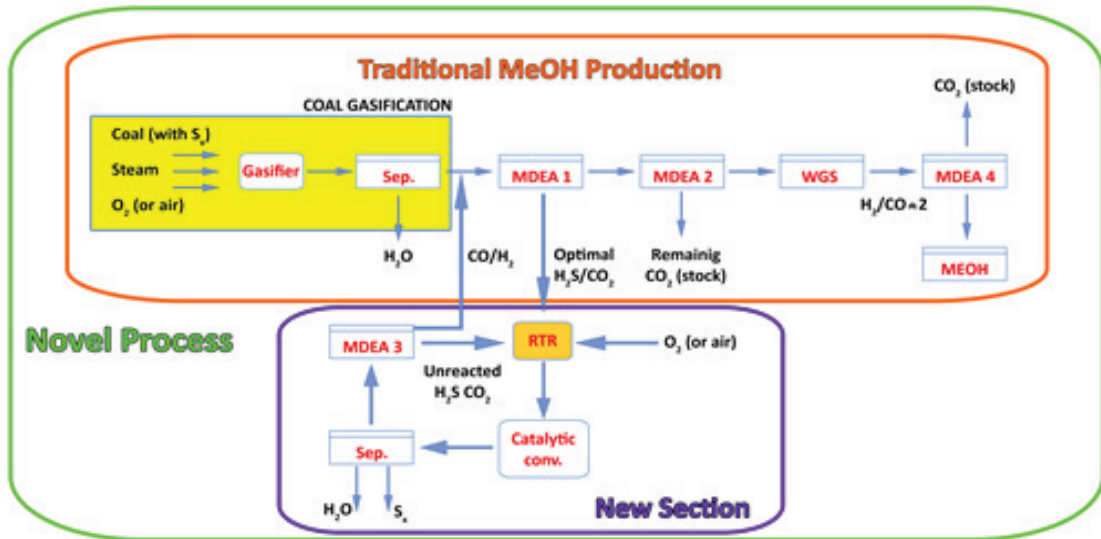 Traditional MeOH Production
COAL GASIFICATION
CO₂ (stock)
Coal (with Sₓ)
Steam
O₂ (or air)
Gasifier
Sep.
MDEA 1
MDEA 2
WGS
MDEA 4
H₂/CO≈2
H₂O
CO/H₂
Optimal
H₂S/CO₂
Remainig
CO₂ (stock)
MEOH
Novel Process
MDEA 3
RTR
O₂ (or air)
Unreacted
H₂S CO₂
Sep.
Catalytic
conv.
H₂O
Sₓ
New Section